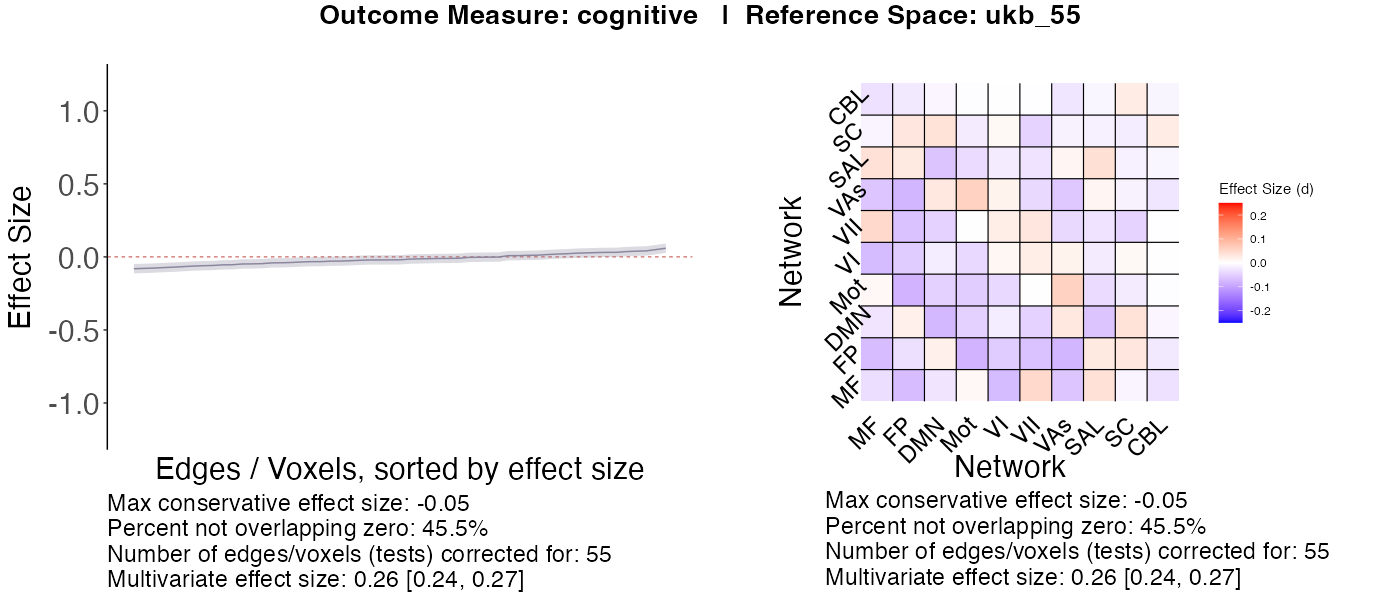 Outcome Measure: cognitive | Reference Space: ukb_55
Effect Size
1.0
0.5
0.0
-0.5
-1.0
Edges / Voxels, sorted by effect size
Max conservative effect size: -0.05
Percent not overlapping zero: 45.5%
Number of edges/voxels (tests) corrected for: 55
Multivariate effect size: 0.26 [0.24, 0.27]
Network
CBL
SC
SAL
VAs
VII
VI
Mot
DMN
FP
MF
MF FP DMN Mot VI VII VAs SAL SC CBL
Network
Effect Size (d)
0.2
0.1
0.0
-0.1
-0.2
Max conservative effect size: -0.05
Percent not overlapping zero: 45.5%
Number of edges/voxels (tests) corrected for: 55
Multivariate effect size: 0.26 [0.24, 0.27]